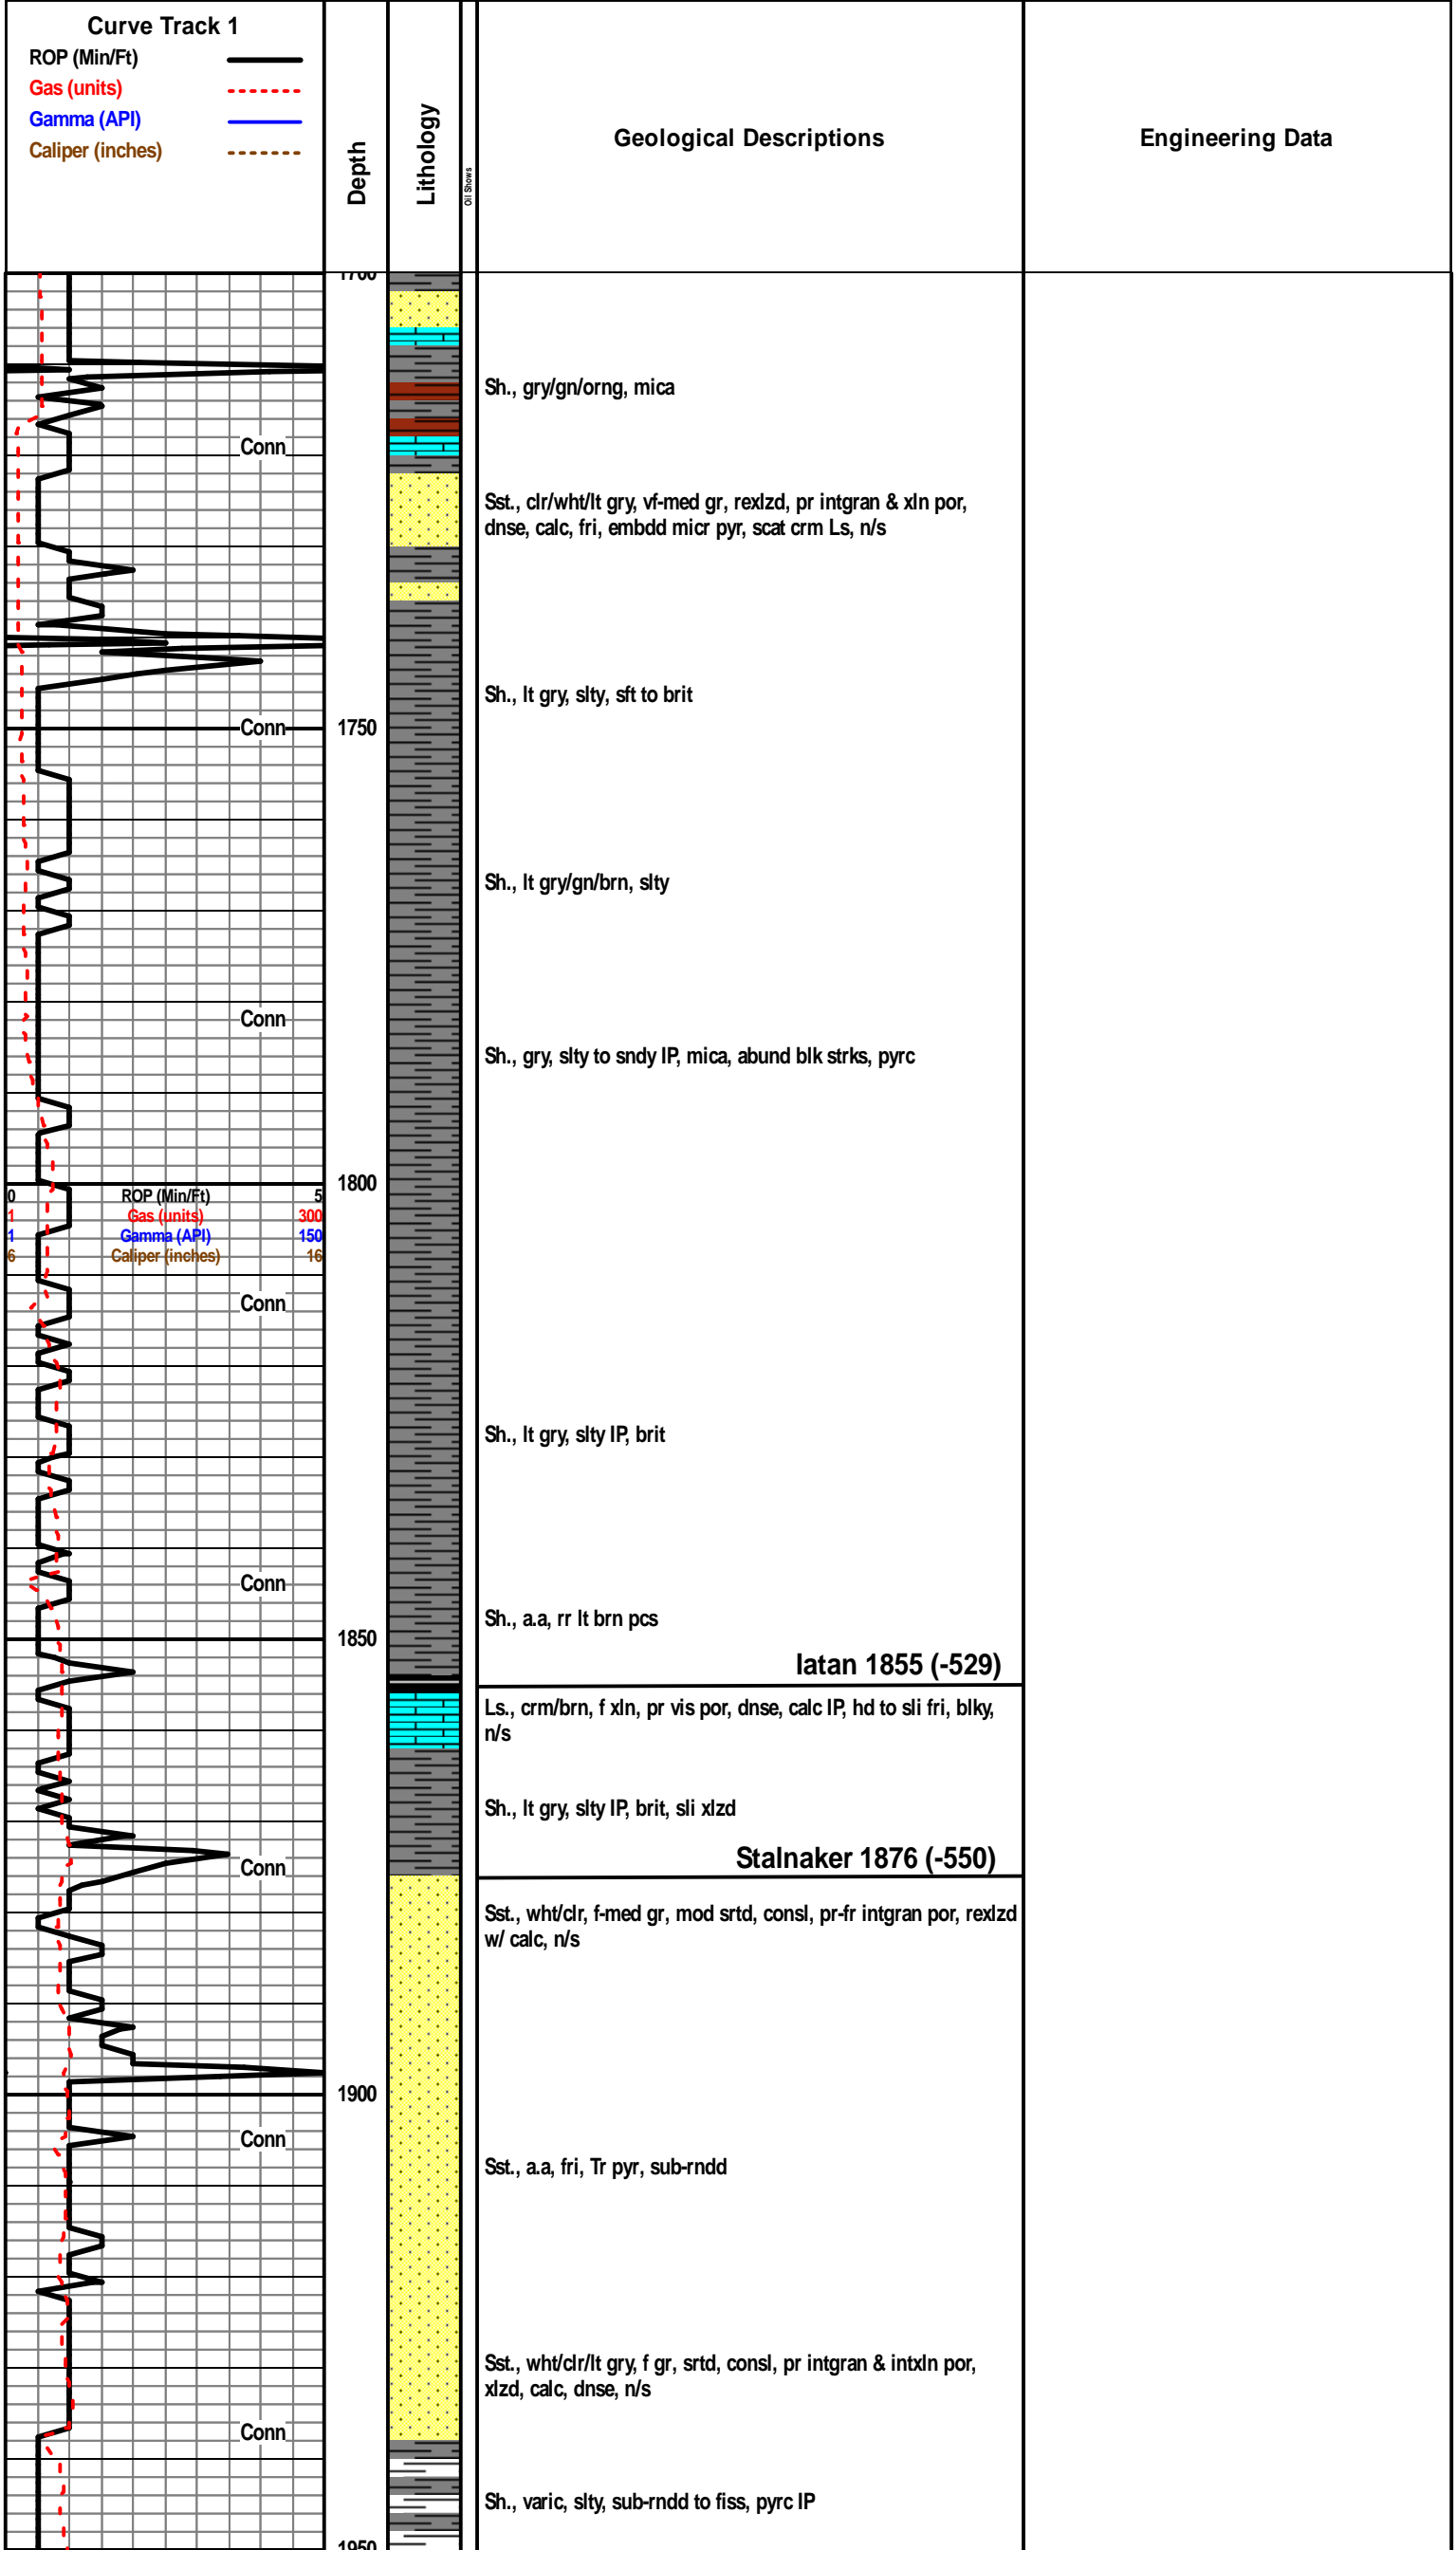 Curve Track 1
ROP (Min/Ft)
Gas (units)
Gamma (API)
Caliper (inches)
Depth
Lithology
Oil Shows
Geological Descriptions
Engineering Data
1700
Sh., gry/gn/orng, mica
Conn
Sst., clr/wht/lt gry, vf-med gr, rexlzd, pr intgran & xln por,
dnse, calc, fri, embdd micr pyr, scat crm Ls, n/s
Sh., lt gry, slty, sft to brit
Conn
1750
Sh., lt gry/gn/brn, slty
Conn
Sh., gry, slty to sndy IP, mica, abund blk strks, pyrc
1800
0 ROP (Min/Ft) 5
1 Gas (units) 300
1 Gamma (API) 150
6 Caliper (inches) 16
Conn
Sh., lt gry, slty IP, brit
Conn
Sh., a.a, rr lt brn pcs
1850
Iatan 1855 (-529)
Ls., crm/brn, f xln, pr vis por, dnse, calc IP, hd to sli fri, blky,
n/s
Sh., lt gry, slty IP, brit, sli xlzd
Stalnaker 1876 (-550)
Conn
Sst., wht/clr, f-med gr, mod srtd, consl, pr-fr intgran por, rexlzd
w/ calc, n/s
1900
Conn
Sst., a.a, fri, Tr pyr, sub-rndd
Sst., wht/clr/lt gry, f gr, srtd, consl, pr intgran & intxln por,
xlzd, calc, dnse, n/s
Conn
Sh., varic, slty, sub-rndd to fiss, pyrc IP
1950